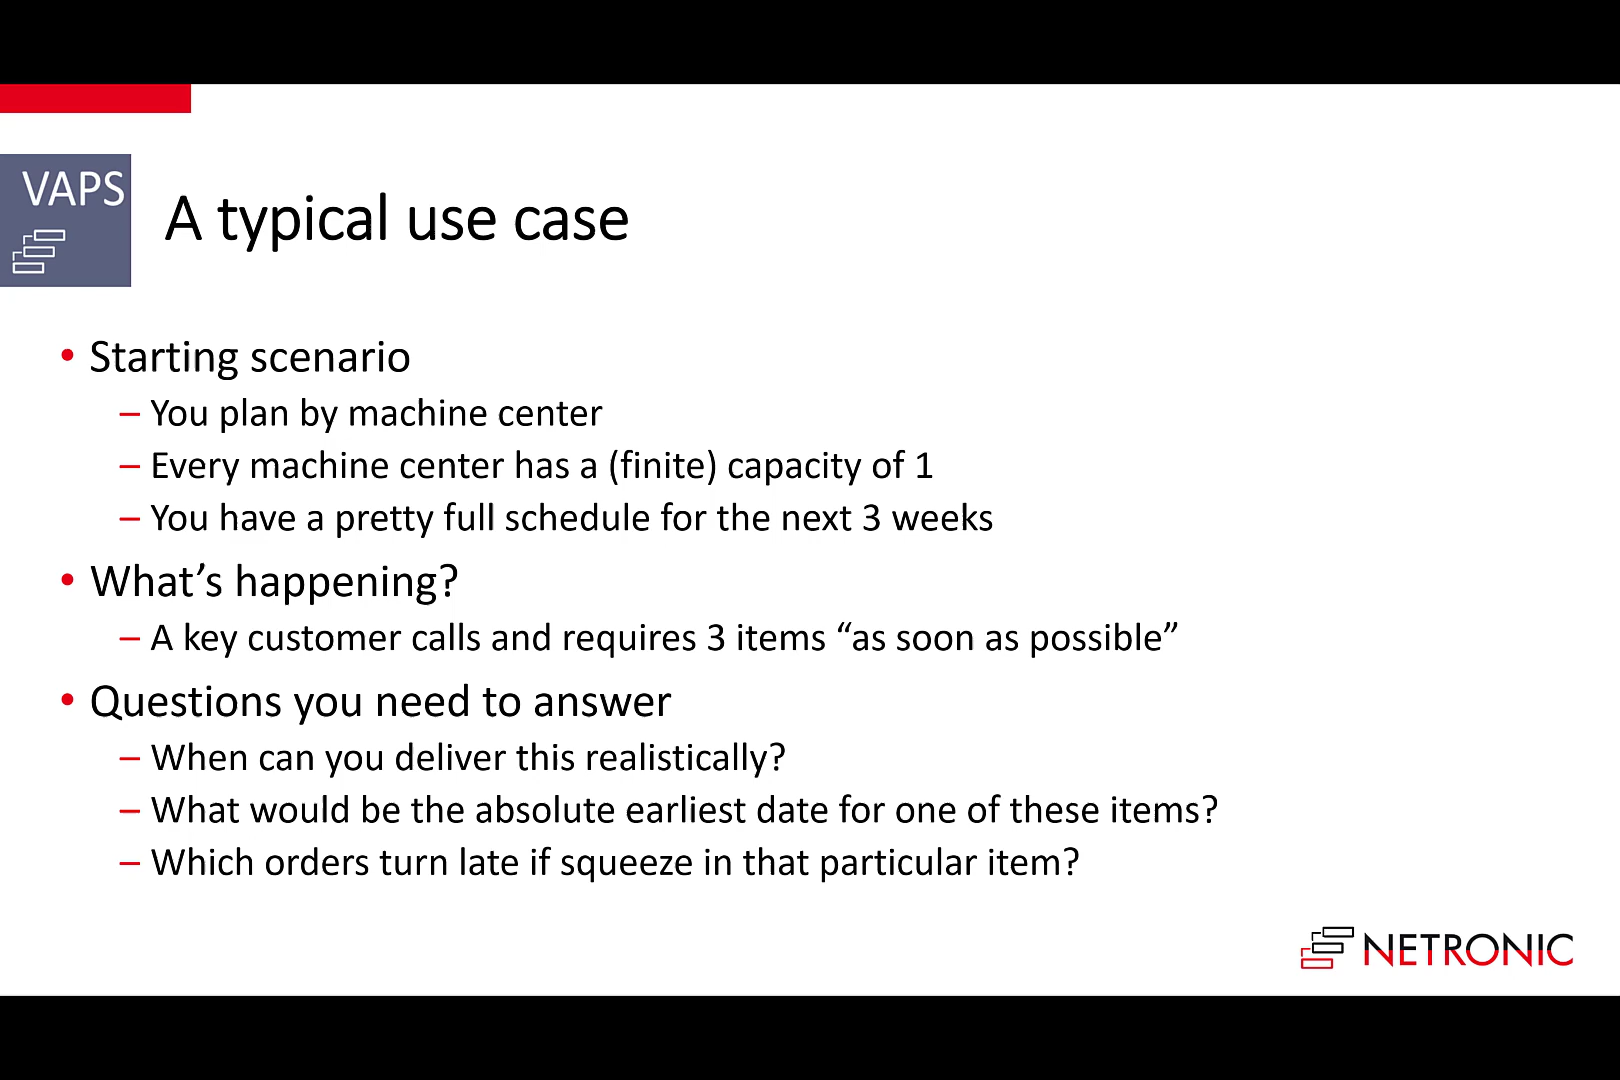 VAPS
A typical use case
• Starting scenario
– You plan by machine center
– Every machine center has a (finite) capacity of 1
– You have a pretty full schedule for the next 3 weeks
• What’s happening?
– A key customer calls and requires 3 items “as soon as possible”
• Questions you need to answer
– When can you deliver this realistically?
– What would be the absolute earliest date for one of these items?
– Which orders turn late if squeeze in that particular item?
NETRONIC